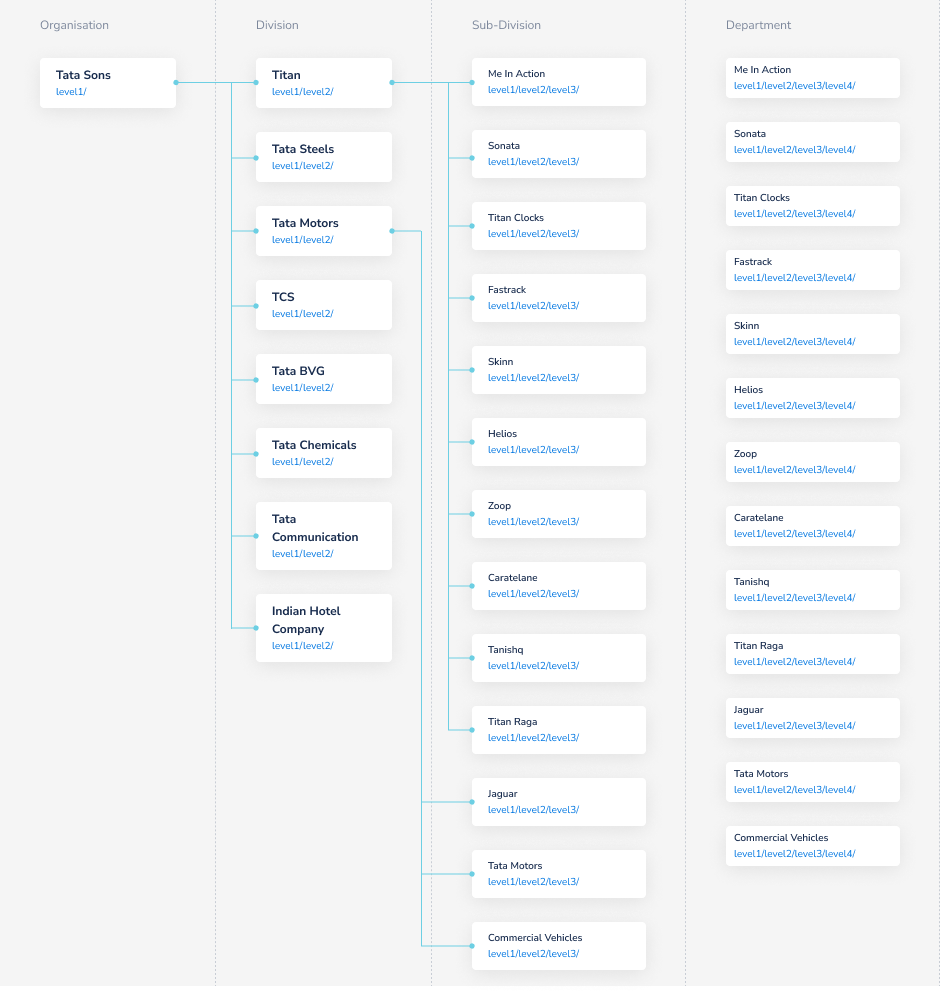 Organisation
Tata Sons
level1/
Division
Titan
level1/level2/
Tata Steels
level1/level2/
Tata Motors
level1/level2/
TCS
level1/level2/
Tata BVG
level1/level2/
Tata Chemicals
level1/level2/
Tata
Communication
level1/level2/
Indian Hotel
Company
level1/level2/
Sub-Division
Me In Action
level1/level2/level3/
Sonata
level1/level2/level3/
Titan Clocks
level1/level2/level3/
Fastrack
level1/level2/level3/
Skinn
level1/level2/level3/
Helios
level1/level2/level3/
Zoop
level1/level2/level3/
Caratelane
level1/level2/level3/
Tanishq
level1/level2/level3/
Titan Raga
level1/level2/level3/
Jaguar
level1/level2/level3/
Tata Motors
level1/level2/level3/
Commercial Vehicles
level1/level2/level3/
Department
Me In Action
level1/level2/level3/level4/
Sonata
level1/level2/level3/level4/
Titan Clocks
level1/level2/level3/level4/
Fastrack
level1/level2/level3/level4/
Skinn
level1/level2/level3/level4/
Helios
level1/level2/level3/level4/
Zoop
level1/level2/level3/level4/
Caratelane
level1/level2/level3/level4/
Tanishq
level1/level2/level3/level4/
Titan Raga
level1/level2/level3/level4/
Jaguar
level1/level2/level3/level4/
Tata Motors
level1/level2/level3/level4/
Commercial Vehicles
level1/level2/level3/level4/